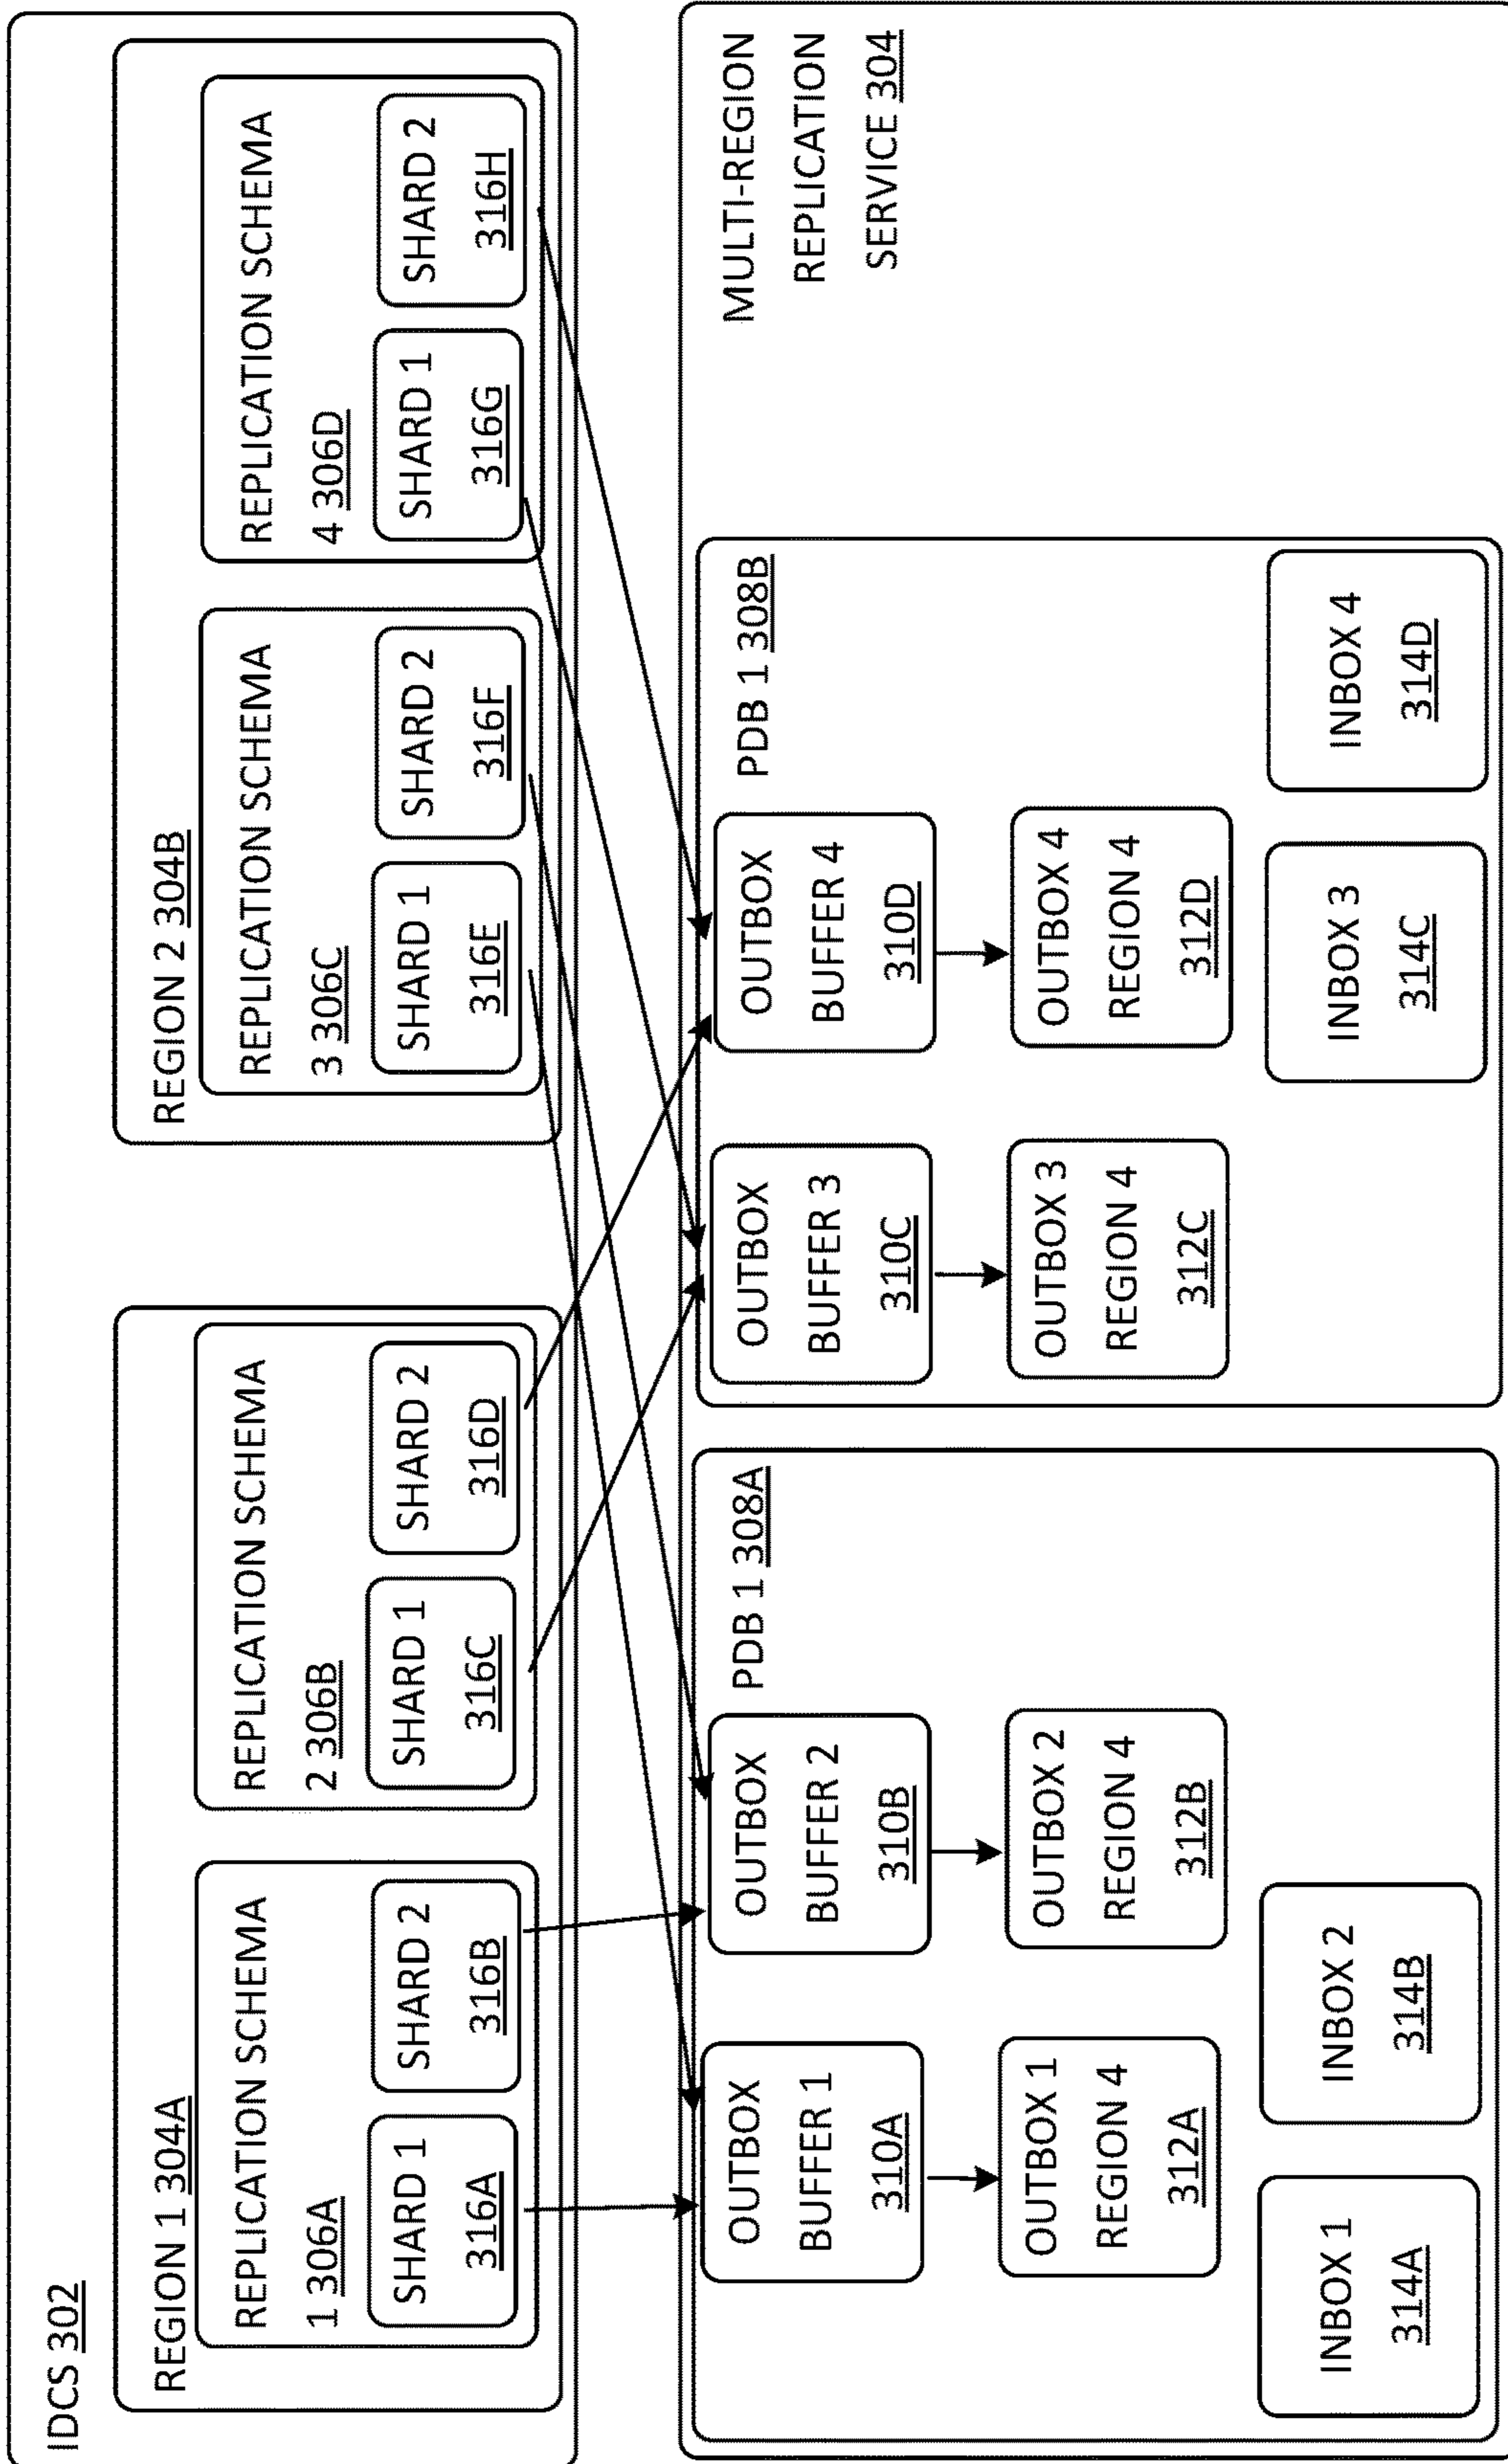 IDCS 302
REGION 1 304A
REPLICATION SCHEMA
1 306A
SHARD 1
316A
SHARD 2
316B
REPLICATION SCHEMA
2 306B
SHARD 1
316C
SHARD 2
316D
REGION 2 304B
REPLICATION SCHEMA
3 306C
SHARD 1
316E
SHARD 2
316F
REPLICATION SCHEMA
4 306D
SHARD 1
316G
SHARD 2
316H
MULTI-REGION
REPLICATION
SERVICE 304
PDB 1 308A
OUTBOX
BUFFER 1
310A
OUTBOX
BUFFER 2
310B
OUTBOX 1
REGION 4
312A
OUTBOX 2
REGION 4
312B
INBOX 1
314A
INBOX 2
314B
PDB 1 308B
OUTBOX
BUFFER 3
310C
OUTBOX
BUFFER 4
310D
OUTBOX 3
REGION 4
312C
OUTBOX 4
REGION 4
312D
INBOX 3
314C
INBOX 4
314D